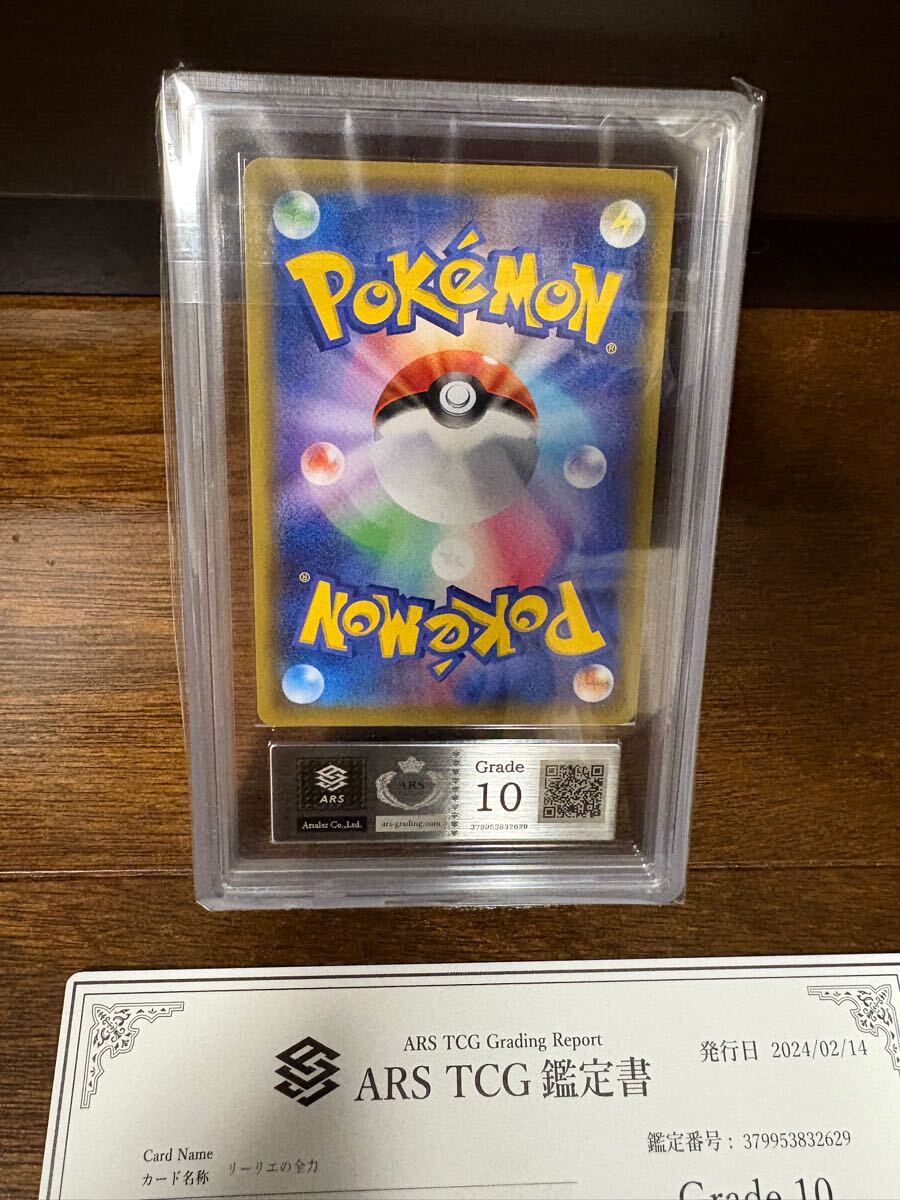 POKéMON®
POKéMON®
ARS
Arsales Co.,Ltd.
ARS
ars-grading.com
Grade
10
379953832629
ARS TCG Grading Report
ARS TCG 鑑定書
発行日 2024/02/14
鑑定番号 : 379953832629
Card Name
カード名称 リーリエの全力
Grade 10